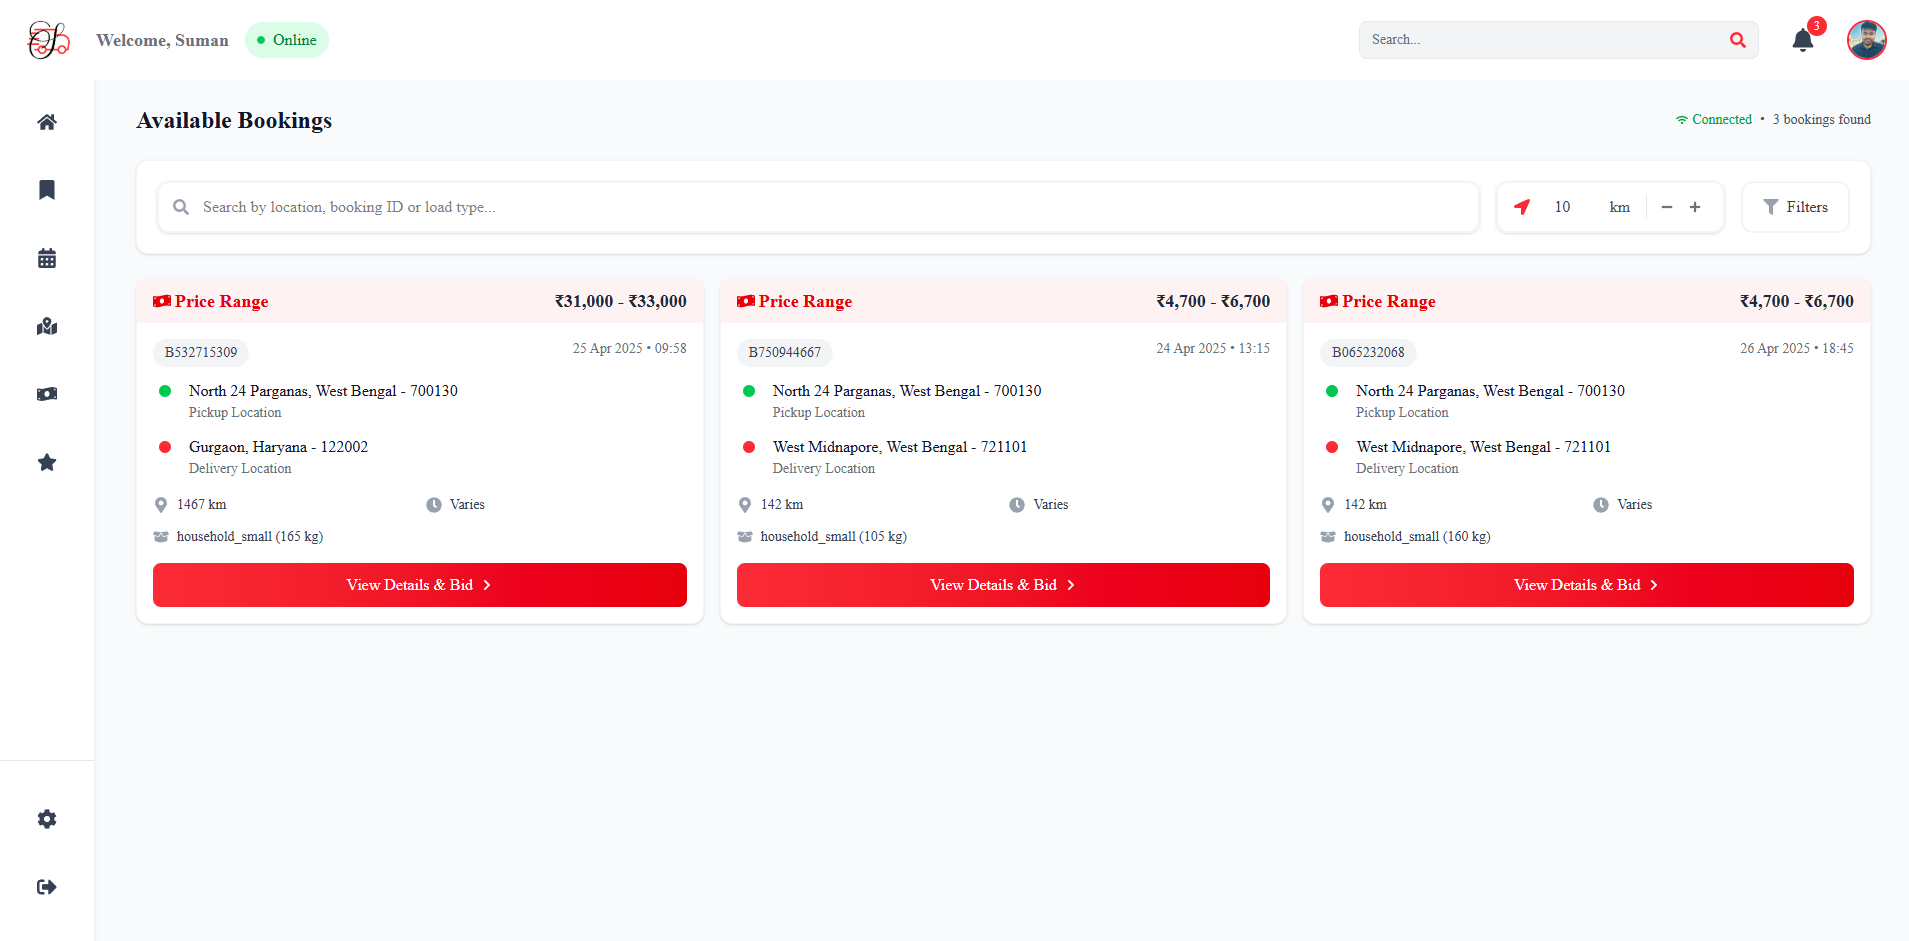 Welcome, Suman
Online
Search...
3
Available Bookings
Connected • 3 bookings found
Search by location, booking ID or load type...
10 km
Filters
Price Range ₹31,000 - ₹33,000
B532715309 25 Apr 2025 • 09:58
North 24 Parganas, West Bengal - 700130
Pickup Location
Gurgaon, Haryana - 122002
Delivery Location
1467 km Varies
household_small (165 kg)
View Details & Bid
Price Range ₹4,700 - ₹6,700
B750944667 24 Apr 2025 • 13:15
North 24 Parganas, West Bengal - 700130
Pickup Location
West Midnapore, West Bengal - 721101
Delivery Location
142 km Varies
household_small (105 kg)
View Details & Bid
Price Range ₹4,700 - ₹6,700
B065232068 26 Apr 2025 • 18:45
North 24 Parganas, West Bengal - 700130
Pickup Location
West Midnapore, West Bengal - 721101
Delivery Location
142 km Varies
household_small (160 kg)
View Details & Bid